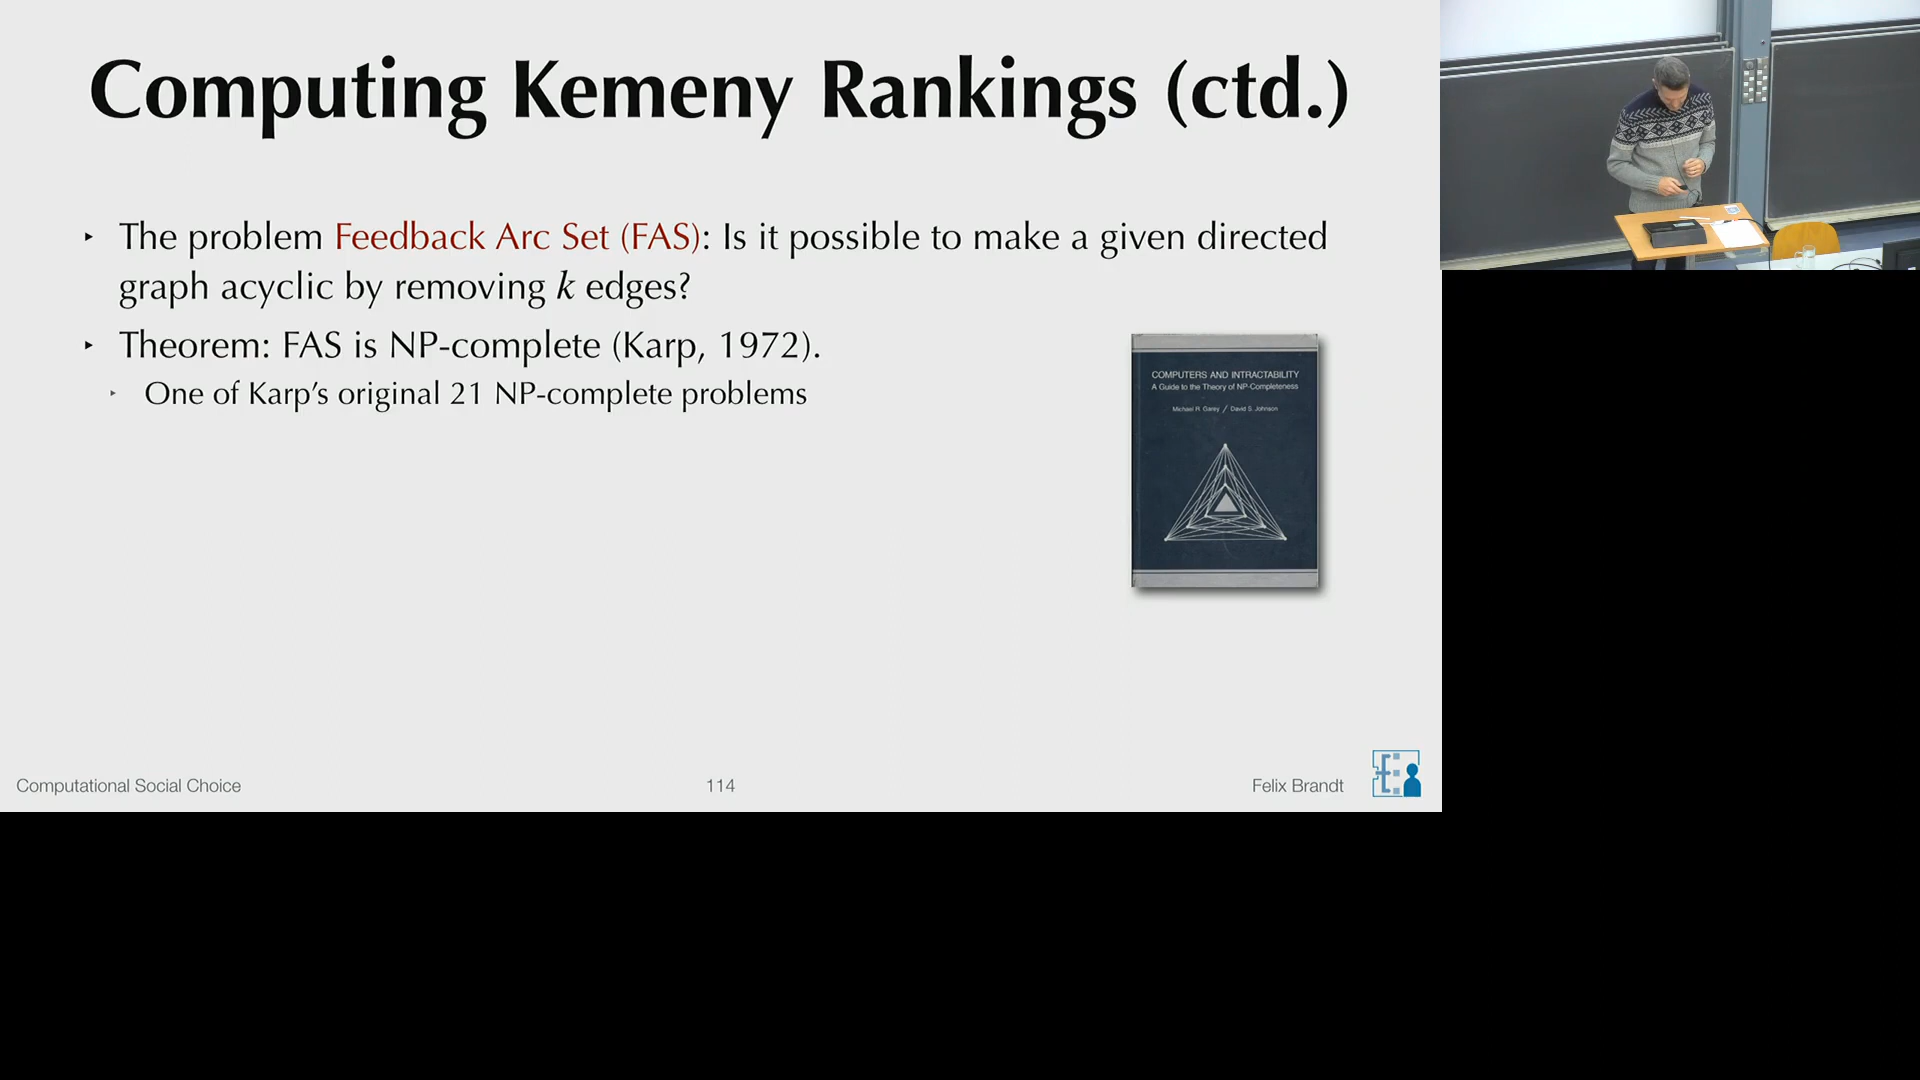 Computing Kemeny Rankings (ctd.)
‣ The problem Feedback Arc Set (FAS): Is it possible to make a given directed
graph acyclic by removing k edges?
‣ Theorem: FAS is NP-complete (Karp, 1972).
‣ One of Karp’s original 21 NP-complete problems
COMPUTERS AND INTRACTABILITY
A Guide to the Theory of NP-Completeness
Michael R. Garey / David S. Johnson
Computational Social Choice
114
Felix Brandt